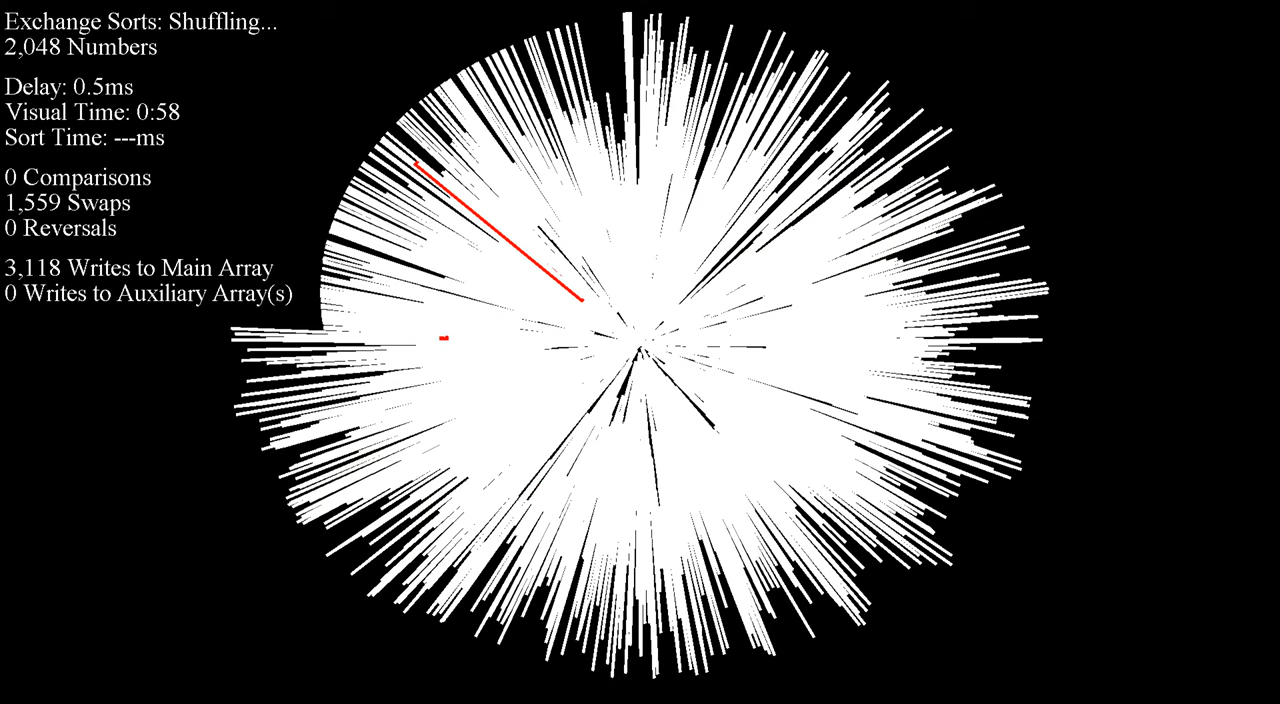 Exchange Sorts: Shuffling...
2,048 Numbers
Delay: 0.5ms
Visual Time: 0:58
Sort Time: ---ms
0 Comparisons
1,559 Swaps
0 Reversals
3,118 Writes to Main Array
0 Writes to Auxiliary Array(s)